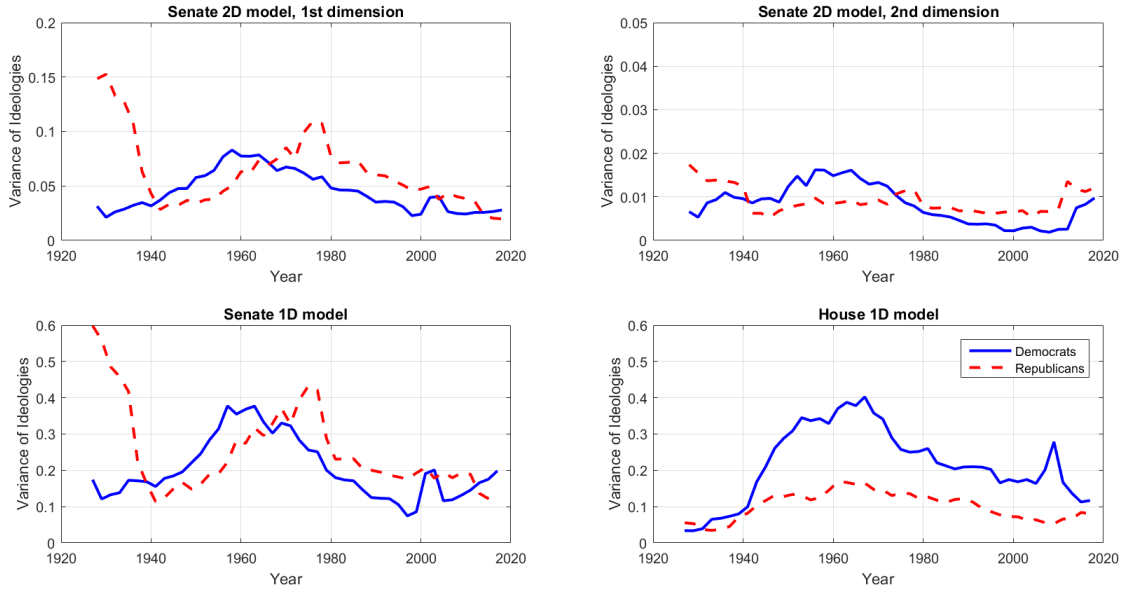 Senate 2D model, 1st dimension
Variance of Ideologies
0.2
0.15
0.1
0.05
0
1920 1940 1960 1980 2000 2020
Year
Senate 2D model, 2nd dimension
Variance of Ideologies
0.05
0.04
0.03
0.02
0.01
0
1920 1940 1960 1980 2000 2020
Year
Senate 1D model
Variance of Ideologies
0.6
0.5
0.4
0.3
0.2
0.1
0
1920 1940 1960 1980 2000 2020
Year
House 1D model
Variance of Ideologies
0.6
0.5
0.4
0.3
0.2
0.1
0
Democrats
Republicans
1920 1940 1960 1980 2000 2020
Year